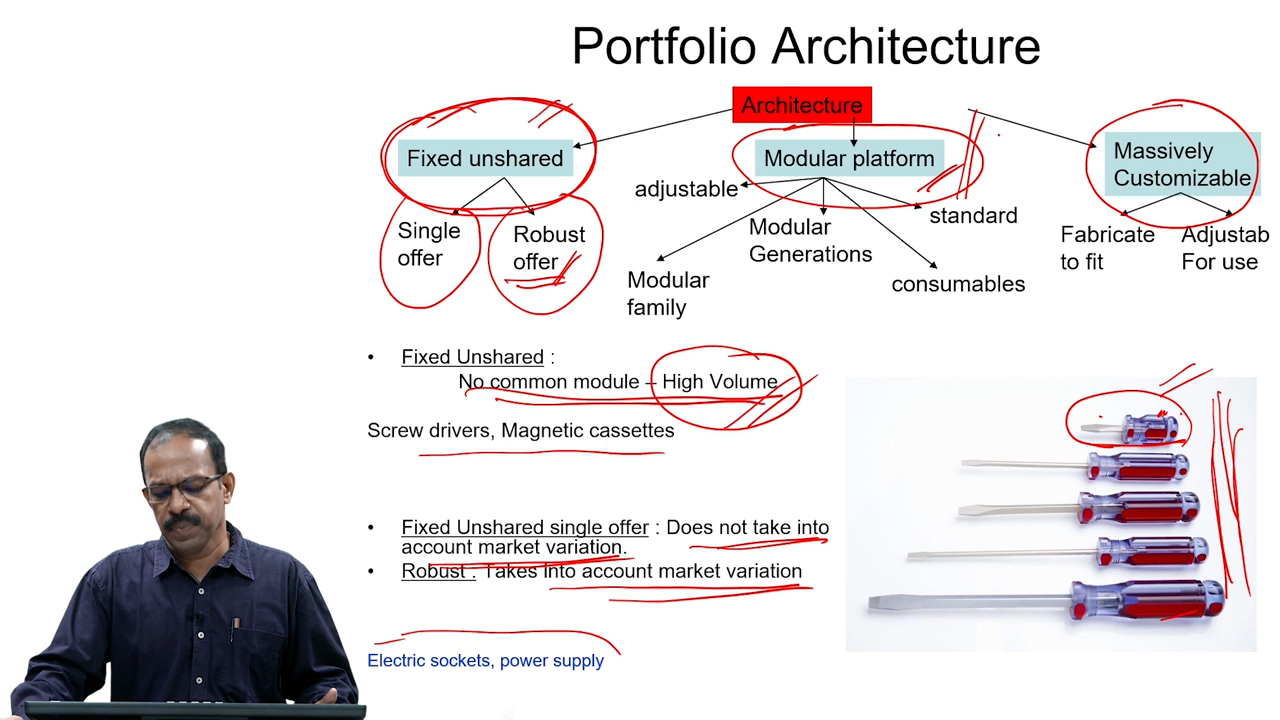 Portfolio Architecture
Architecture
Fixed unshared
Modular platform
Massively
Customizable
adjustable
standard
Single
offer
Robust
offer
Modular
Generations
Fabricate
to fit
Adjustab
For use
Modular
family
consumables
• Fixed Unshared :
No common module – High Volume
Screw drivers, Magnetic cassettes
• Fixed Unshared single offer : Does not take into
account market variation.
• Robust : Takes into account market variation
Electric sockets, power supply